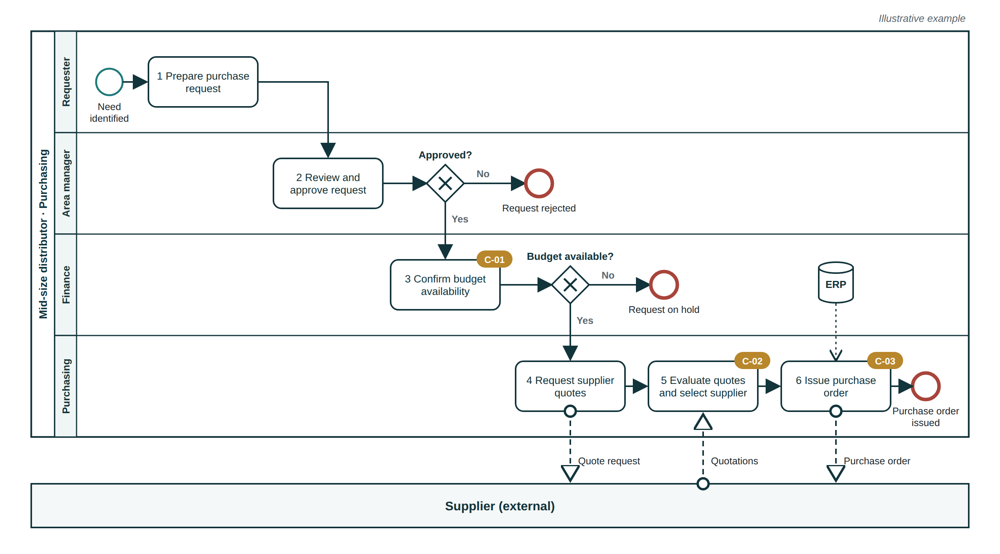 Illustrative example
Mid-size distributor · Purchasing
Requester
Need
identified
1 Prepare purchase
request
Area manager
2 Review and
approve request
Approved?
No
Request rejected
Yes
Finance
C-01
3 Confirm budget
availability
Budget available?
No
Request on hold
Yes
ERP
Purchasing
4 Request supplier
quotes
C-02
5 Evaluate quotes
and select supplier
C-03
6 Issue purchase
order
Purchase order
issued
Quote request
Quotations
Purchase order
Supplier (external)